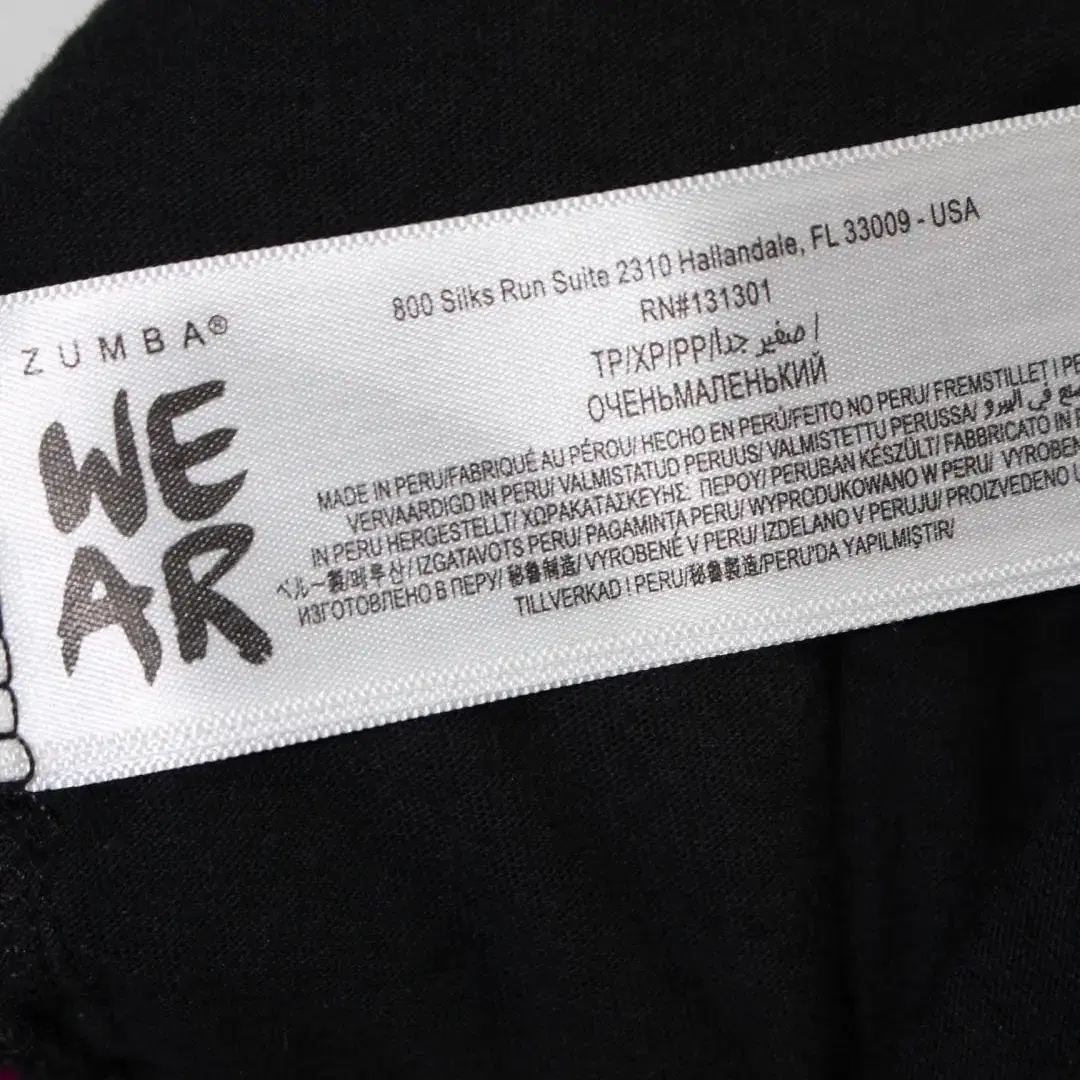 ZUMBA®
WE
AR
800 Silks Run Suite 2310 Hallandale, FL 33009 - USA
RN#131301
TP/XP/PP/صغير جدا /
ОЧЕНЬМАЛЕНЬКИЙ
MADE IN PERU/FABRIQUÉ AU PÉROU/ HECHO EN PERÚ/FEITO NO PERU/ FREMSTILLET I
VERVAARDIGD IN PERU/ VALMISTATUD PERUUS/ VALMISTETTU PERUSSA/ صنع في البيرو
IN PERU HERGESTELLT/ ΧΩΡΑΚΑΤΑΣΚΕΥΗΣ: ΠΕΡΟΥ/ PERUBAN KÉSZÜLT/ FABBRICATO IN
ペルー製/페루산/ IZGATAVOTS PERU/ PAGAMINTA PERU/ WYPRODUKOWANO W PERU/
ИЗГОТОВЛЕНО В ПЕРУ/ 秘鲁制造/ VYROBENÉ V PERU/ IZDELANO V PERUJU/ PROIZVEDENO U
TILLVERKAD I PERU/秘魯製造/PERU'DA YAPILMIŞTIR/